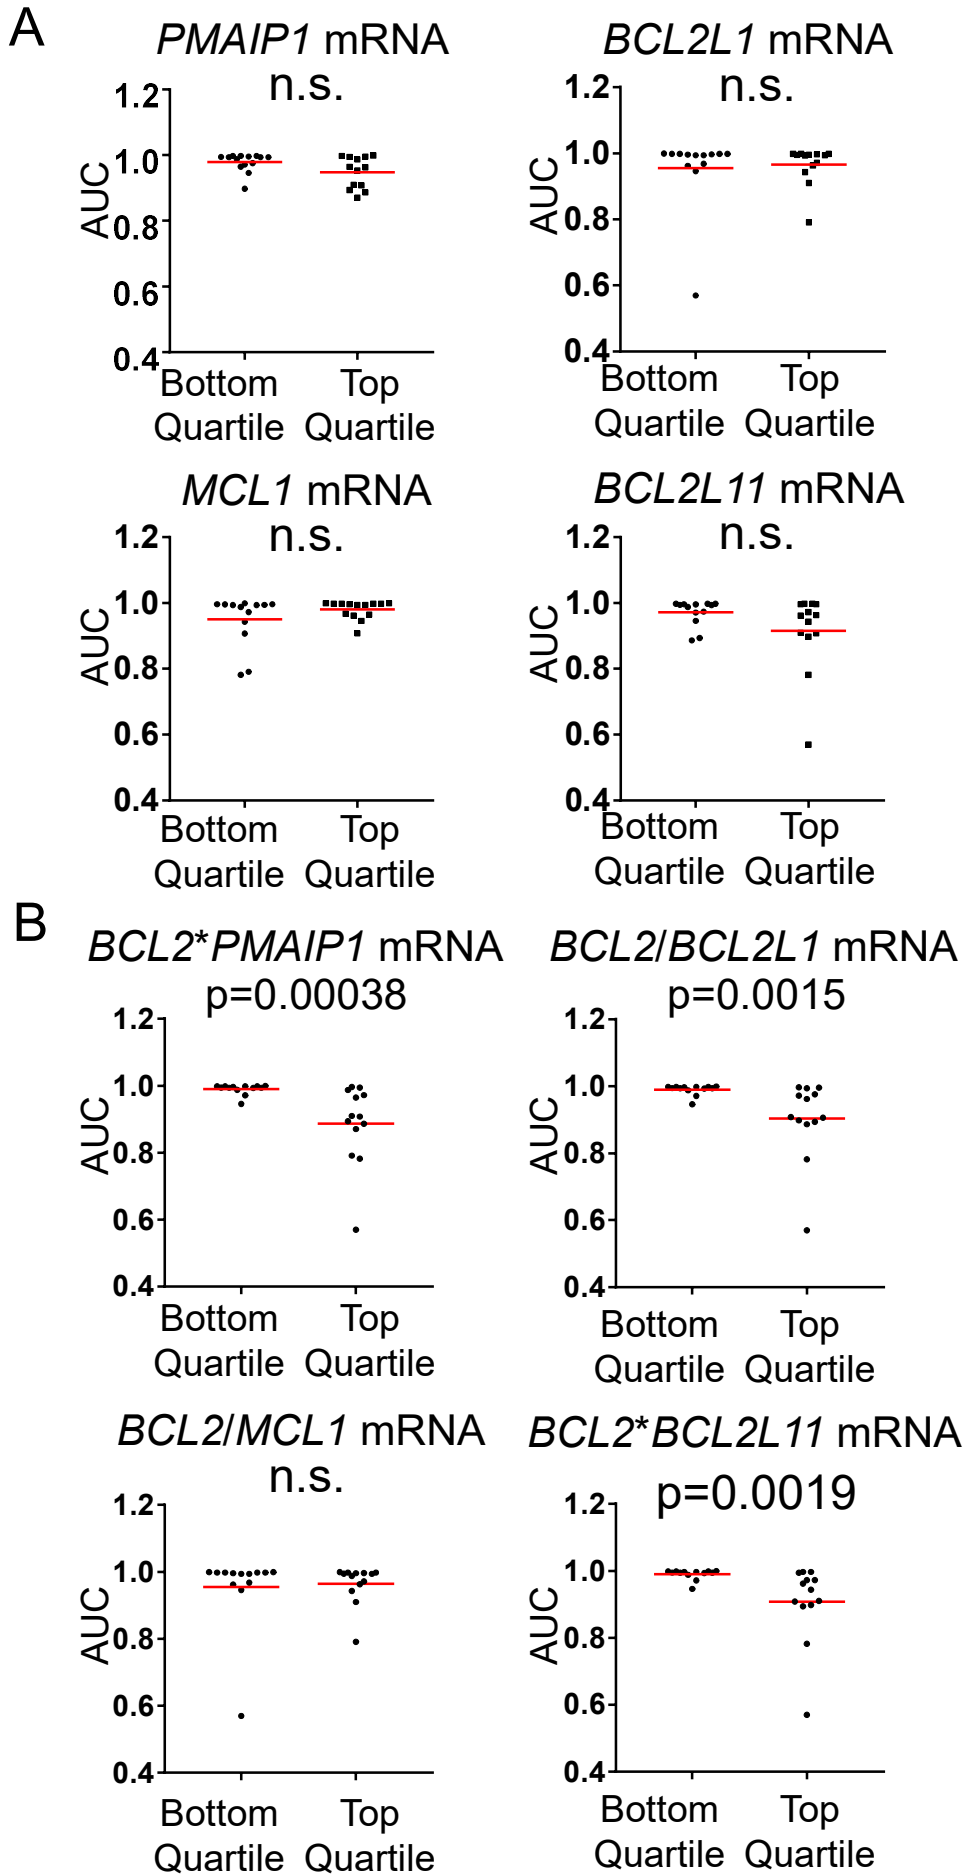 A
PMAIP1 mRNA
n.s.
AUC
1.2
1.0
0.8
0.6
0.4
Bottom Quartile
Top Quartile
BCL2L1 mRNA
n.s.
AUC
1.2
1.0
0.8
0.6
0.4
Bottom Quartile
Top Quartile
MCL1 mRNA
n.s.
AUC
1.2
1.0
0.8
0.6
0.4
Bottom Quartile
Top Quartile
BCL2L11 mRNA
n.s.
AUC
1.2
1.0
0.8
0.6
0.4
Bottom Quartile
Top Quartile
B
BCL2*PMAIP1 mRNA
p=0.00038
AUC
1.2
1.0
0.8
0.6
0.4
Bottom Quartile
Top Quartile
BCL2/BCL2L1 mRNA
p=0.0015
AUC
1.2
1.0
0.8
0.6
0.4
Bottom Quartile
Top Quartile
BCL2/MCL1 mRNA
n.s.
AUC
1.2
1.0
0.8
0.6
0.4
Bottom Quartile
Top Quartile
BCL2*BCL2L11 mRNA
p=0.0019
AUC
1.2
1.0
0.8
0.6
0.4
Bottom Quartile
Top Quartile